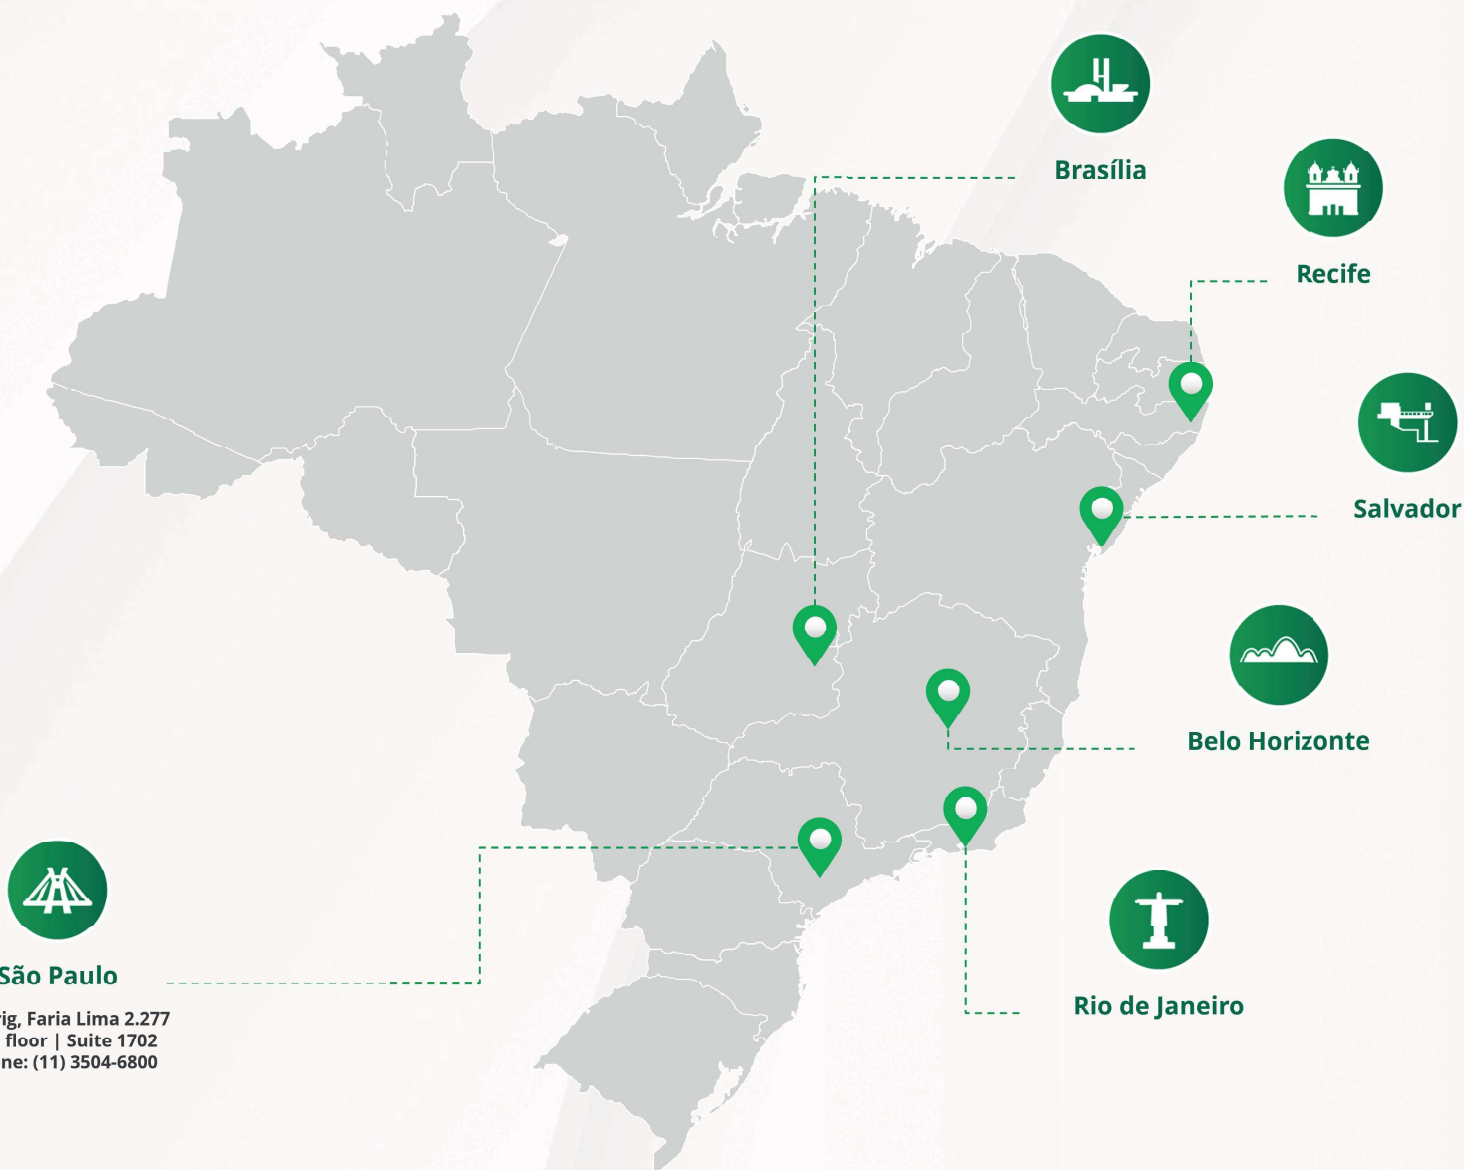 Brasília
Recife
Salvador
Belo Horizonte
São Paulo
Faria Lima 2.277
floor | Suite 1702
(11) 3504-6800
Rio de Janeiro